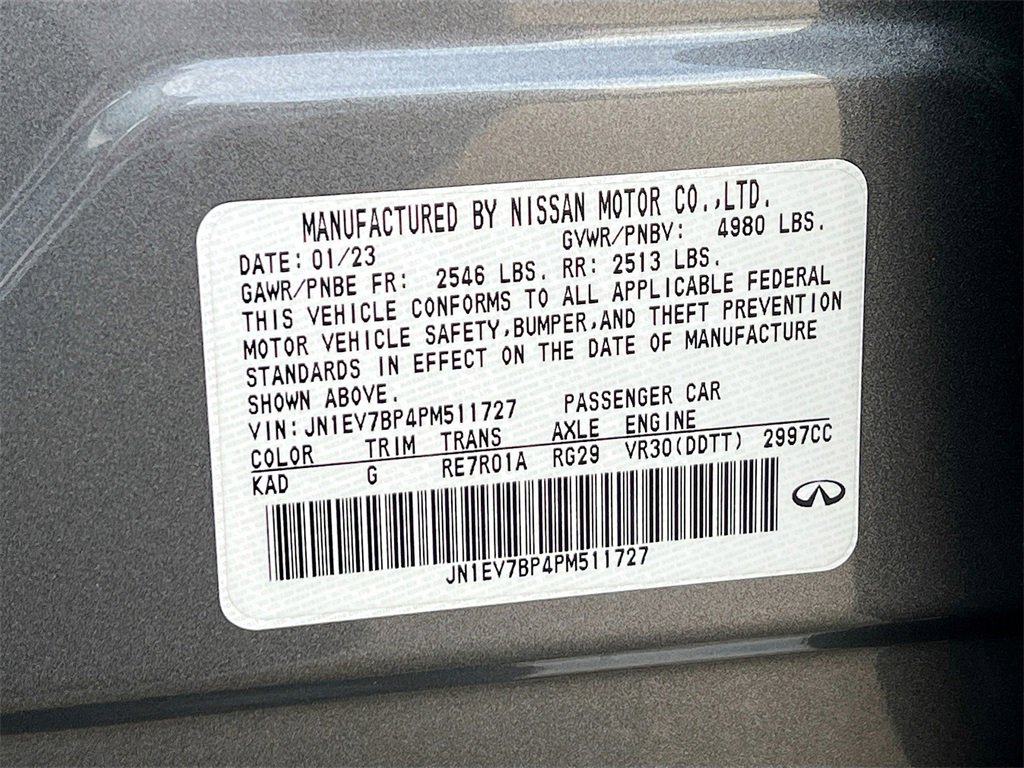 MANUFACTURED BY NISSAN MOTOR CO.,LTD.
DATE: 01/23 GVWR/PNBV: 4980 LBS.
GAWR/PNBE FR: 2546 LBS. RR: 2513 LBS.
THIS VEHICLE CONFORMS TO ALL APPLICABLE FEDERAL
MOTOR VEHICLE SAFETY,BUMPER,AND THEFT PREVENTION
STANDARDS IN EFFECT ON THE DATE OF MANUFACTURE
SHOWN ABOVE.
VIN:JN1EV7BP4PM511727 PASSENGER CAR
COLOR TRIM TRANS AXLE ENGINE
KAD G RE7R01A RG29 VR30(DDTT) 2997CC
JN1EV7BP4PM511727